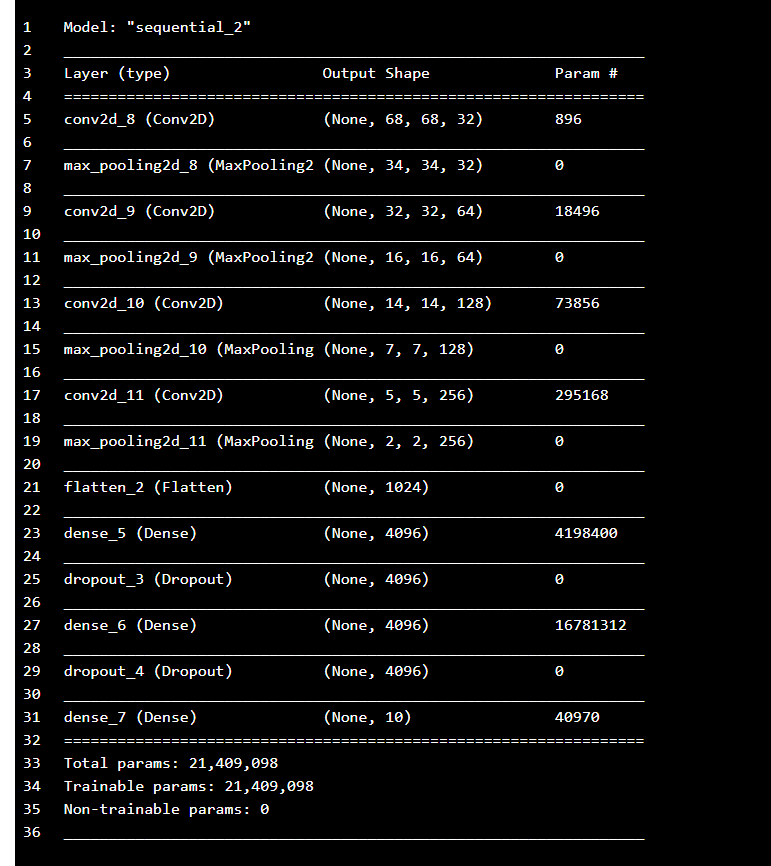 1 Model: "sequential_2"
2 _________________________________________________________________
3 Layer (type)                 Output Shape              Param #
4 =================================================================
5 conv2d_8 (Conv2D)            (None, 68, 68, 32)        896
6 _________________________________________________________________
7 max_pooling2d_8 (MaxPooling2 (None, 34, 34, 32)        0
8 _________________________________________________________________
9 conv2d_9 (Conv2D)            (None, 32, 32, 64)        18496
10 _________________________________________________________________
11 max_pooling2d_9 (MaxPooling2 (None, 16, 16, 64)        0
12 _________________________________________________________________
13 conv2d_10 (Conv2D)           (None, 14, 14, 128)       73856
14 _________________________________________________________________
15 max_pooling2d_10 (MaxPooling (None, 7, 7, 128)         0
16 _________________________________________________________________
17 conv2d_11 (Conv2D)           (None, 5, 5, 256)         295168
18 _________________________________________________________________
19 max_pooling2d_11 (MaxPooling (None, 2, 2, 256)         0
20 _________________________________________________________________
21 flatten_2 (Flatten)          (None, 1024)              0
22 _________________________________________________________________
23 dense_5 (Dense)              (None, 4096)              4198400
24 _________________________________________________________________
25 dropout_3 (Dropout)          (None, 4096)              0
26 _________________________________________________________________
27 dense_6 (Dense)              (None, 4096)              16781312
28 _________________________________________________________________
29 dropout_4 (Dropout)          (None, 4096)              0
30 _________________________________________________________________
31 dense_7 (Dense)              (None, 10)                40970
32 =================================================================
33 Total params: 21,409,098
34 Trainable params: 21,409,098
35 Non-trainable params: 0
36 _________________________________________________________________